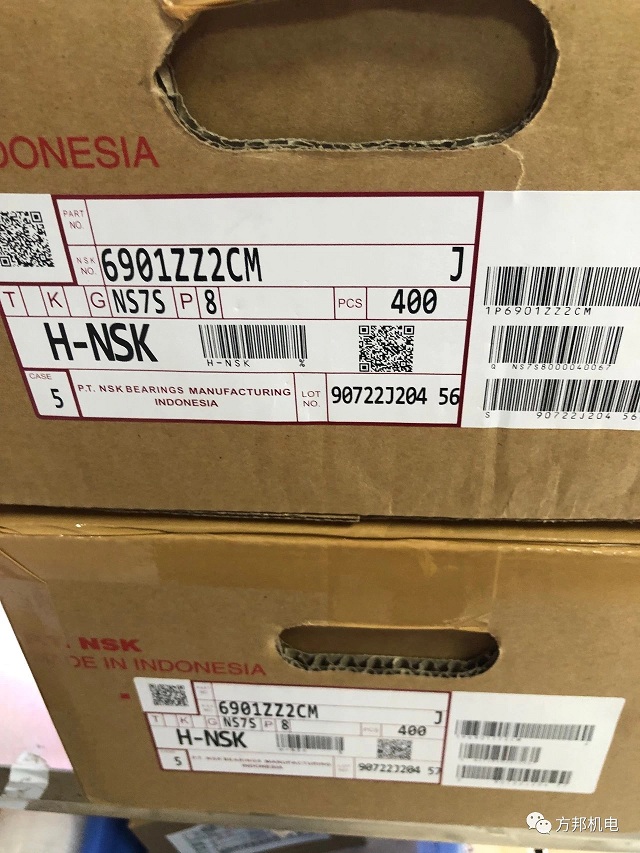 DONESIA
PART NO.
NSK NO. 6901ZZ2CM J
T K G NS7S P 8 PCS 400
H-NSK
H-NSK %
CASE 5
P.T. NSK BEARINGS MANUFACTURING
INDONESIA
LOT NO. 90722J204 56
1P6901ZZ2CM
Q NS7S8000040067
S 90722J204 56
P.T. NSK
DE IN INDONESIA
6901ZZ2CM J
T K G NS7S P 8 PCS 400
H-NSK
5
P.T. NSK BEARINGS MANUFACTURING
INDONESIA
90722J204 57
方邦机电